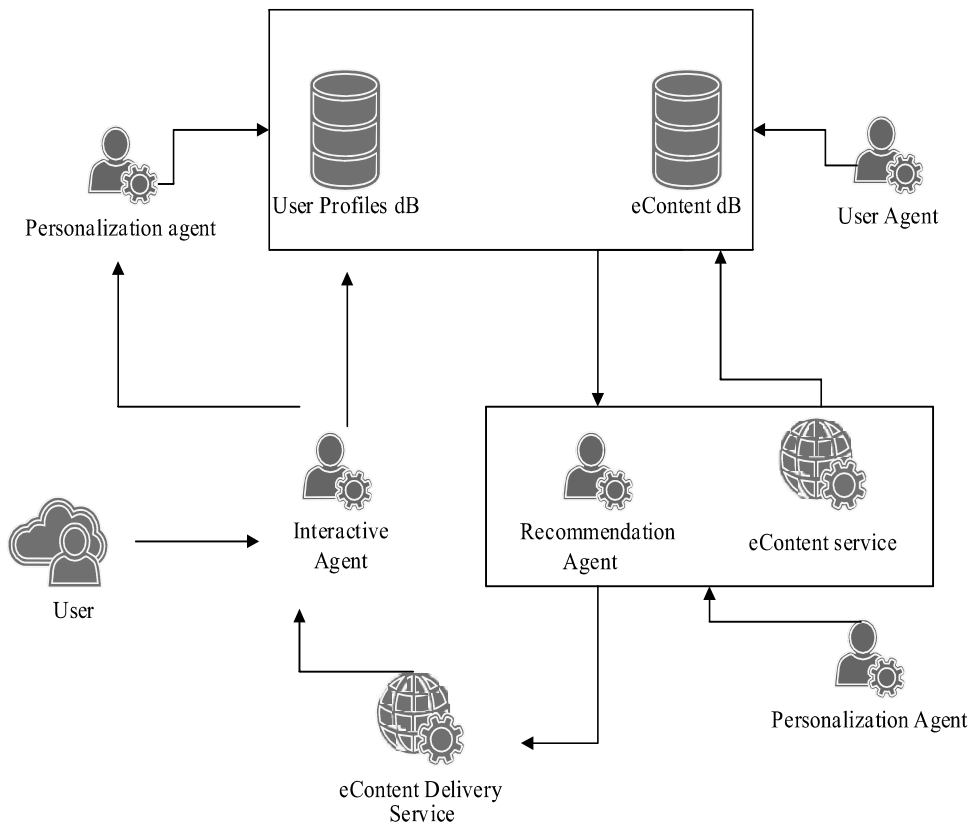 User Profiles dB
eContent dB
Personalization agent
User Agent
Interactive
Agent
Recommendation
Agent
eContent service
User
Personalization Agent
eContent Delivery
Service